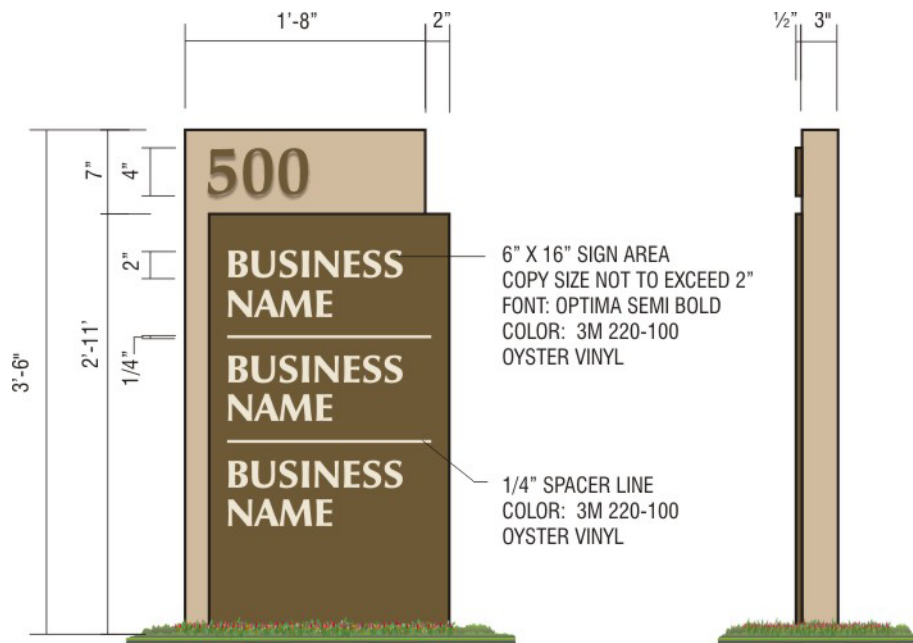 1'-8"
2"
½"
3"
7"
4"
500
2"
BUSINESS
NAME
6” X 16” SIGN AREA
COPY SIZE NOT TO EXCEED 2”
FONT: OPTIMA SEMI BOLD
COLOR: 3M 220-100
OYSTER VINYL
3'-6"
2'-11'
1/4"
BUSINESS
NAME
BUSINESS
NAME
1/4” SPACER LINE
COLOR: 3M 220-100
OYSTER VINYL